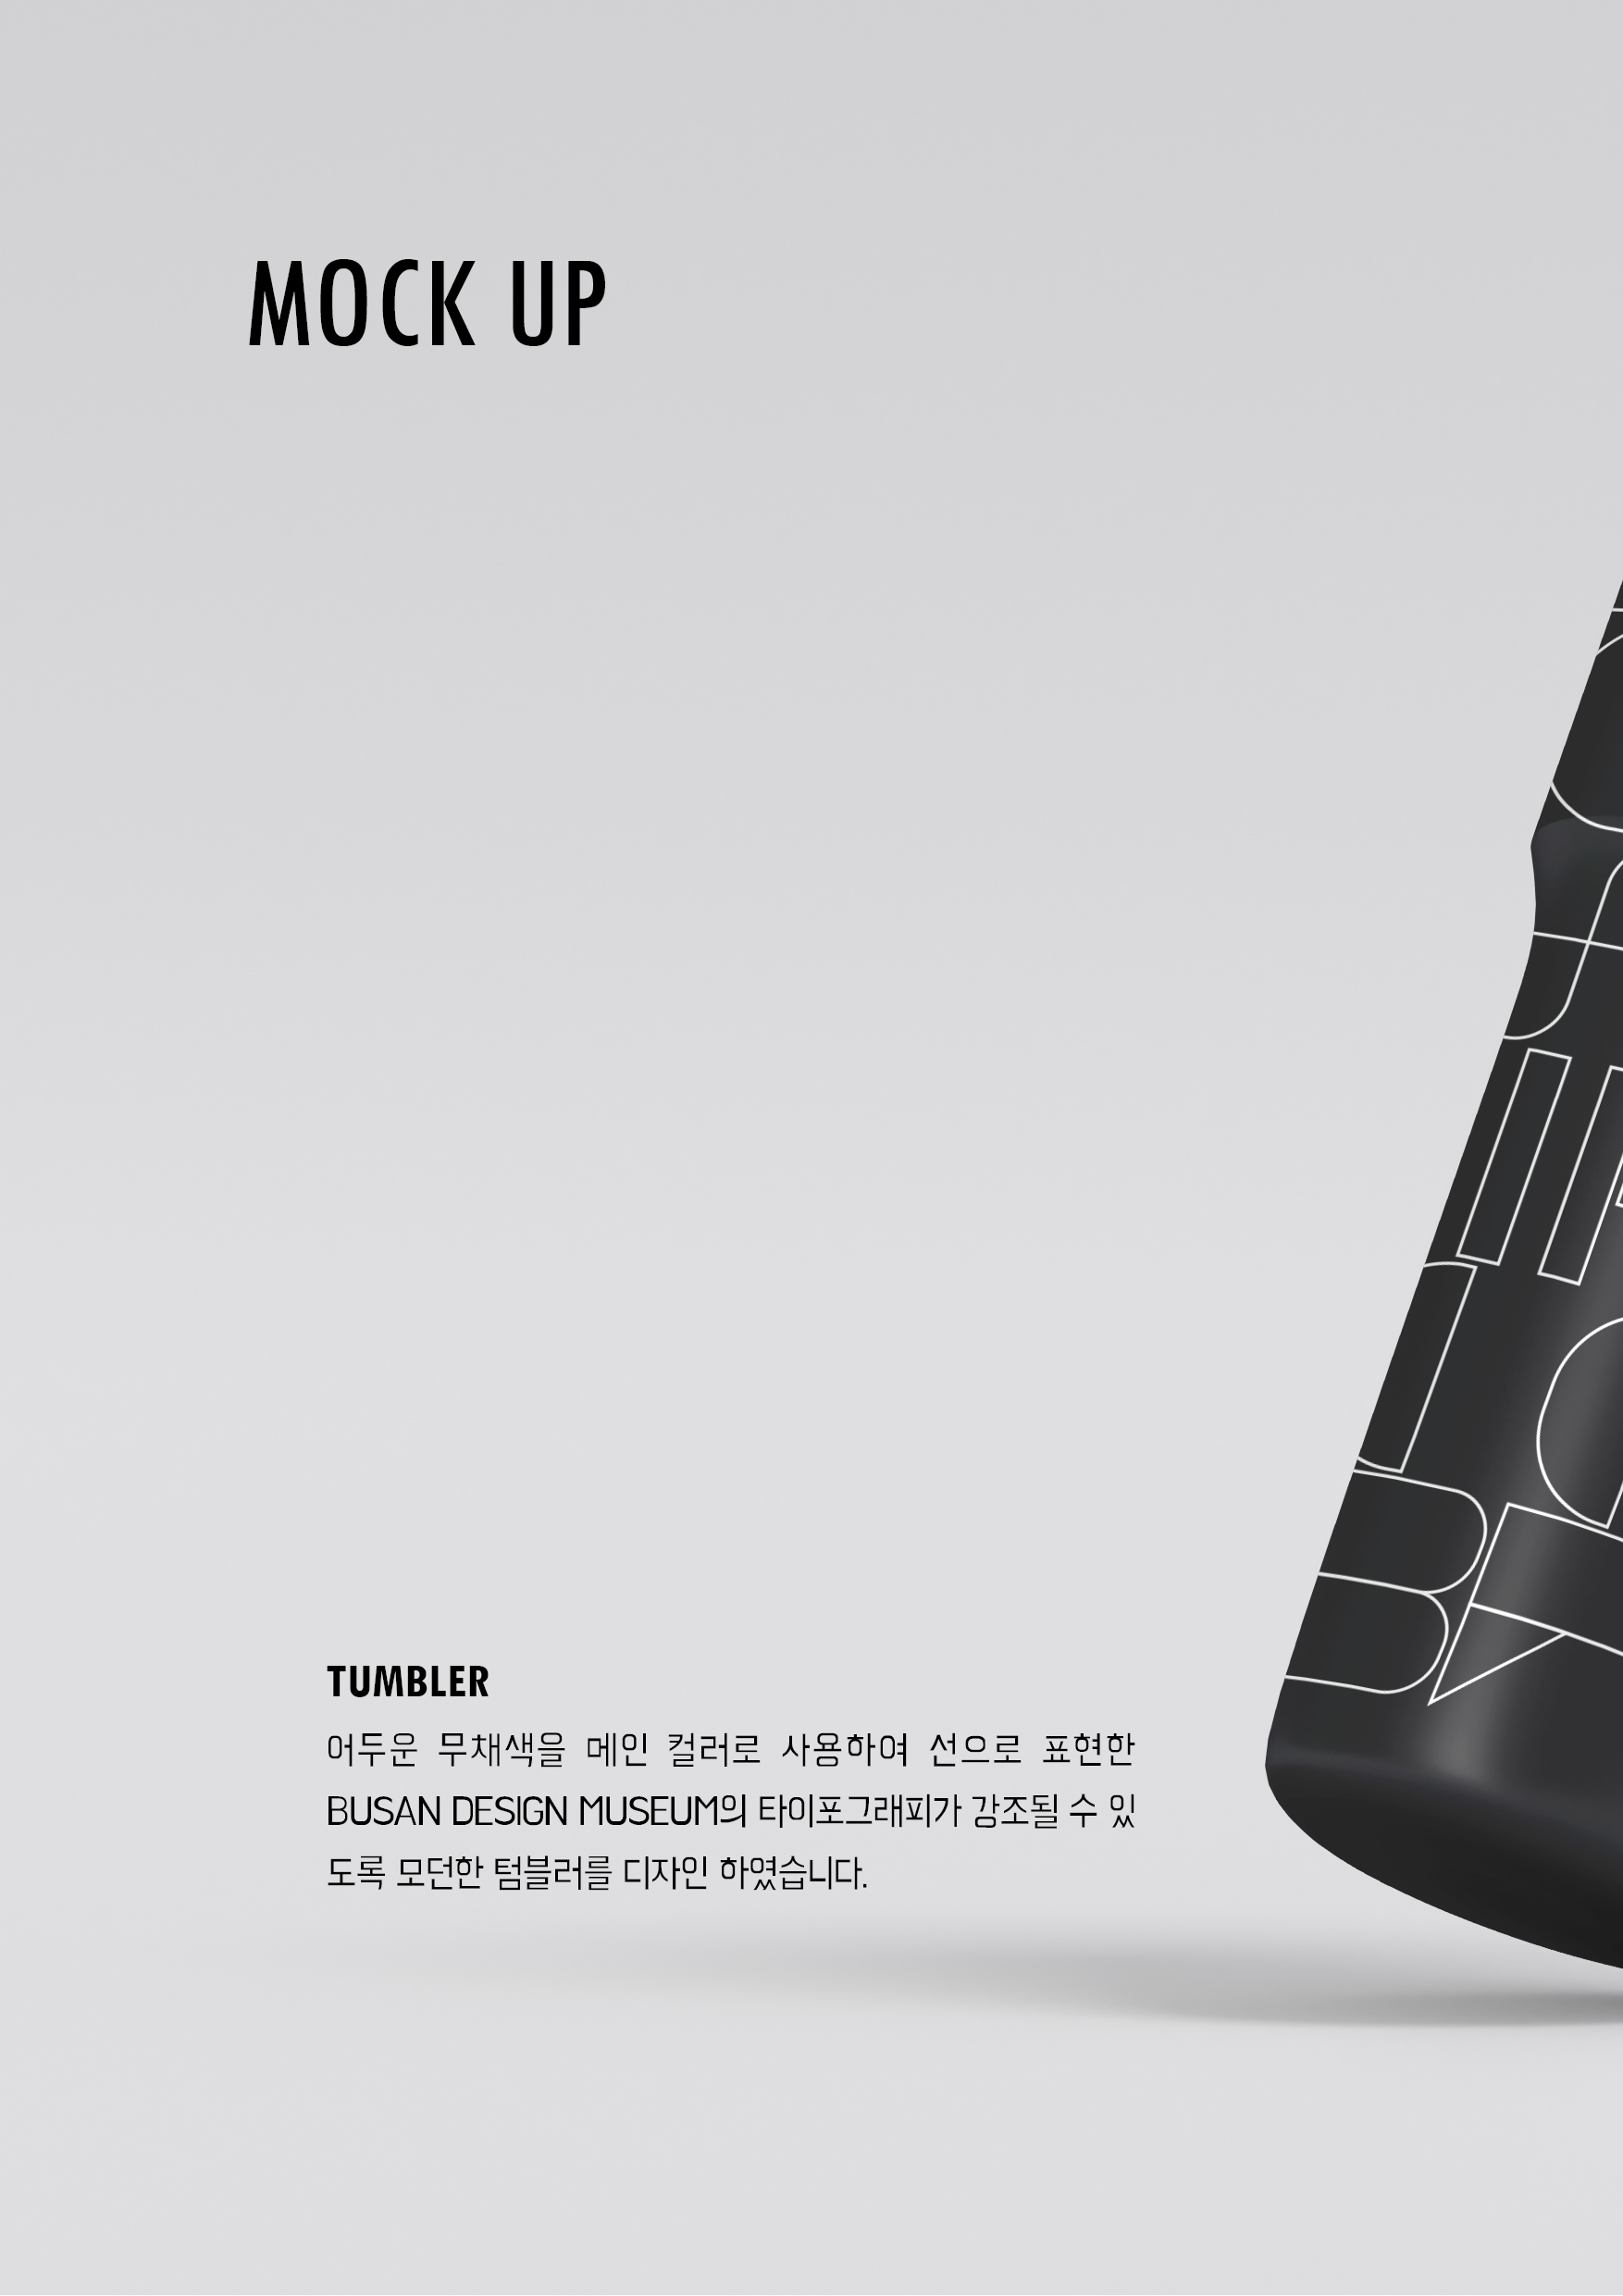 MOCK UP
TUMBLER
어두운 무채색을 메인 컬러로 사용하여 선으로 표현한
BUSAN DESIGN MUSEUM의 타이포그래피가 강조될 수 있
도록 모던한 텀블러를 디자인 하였습니다.